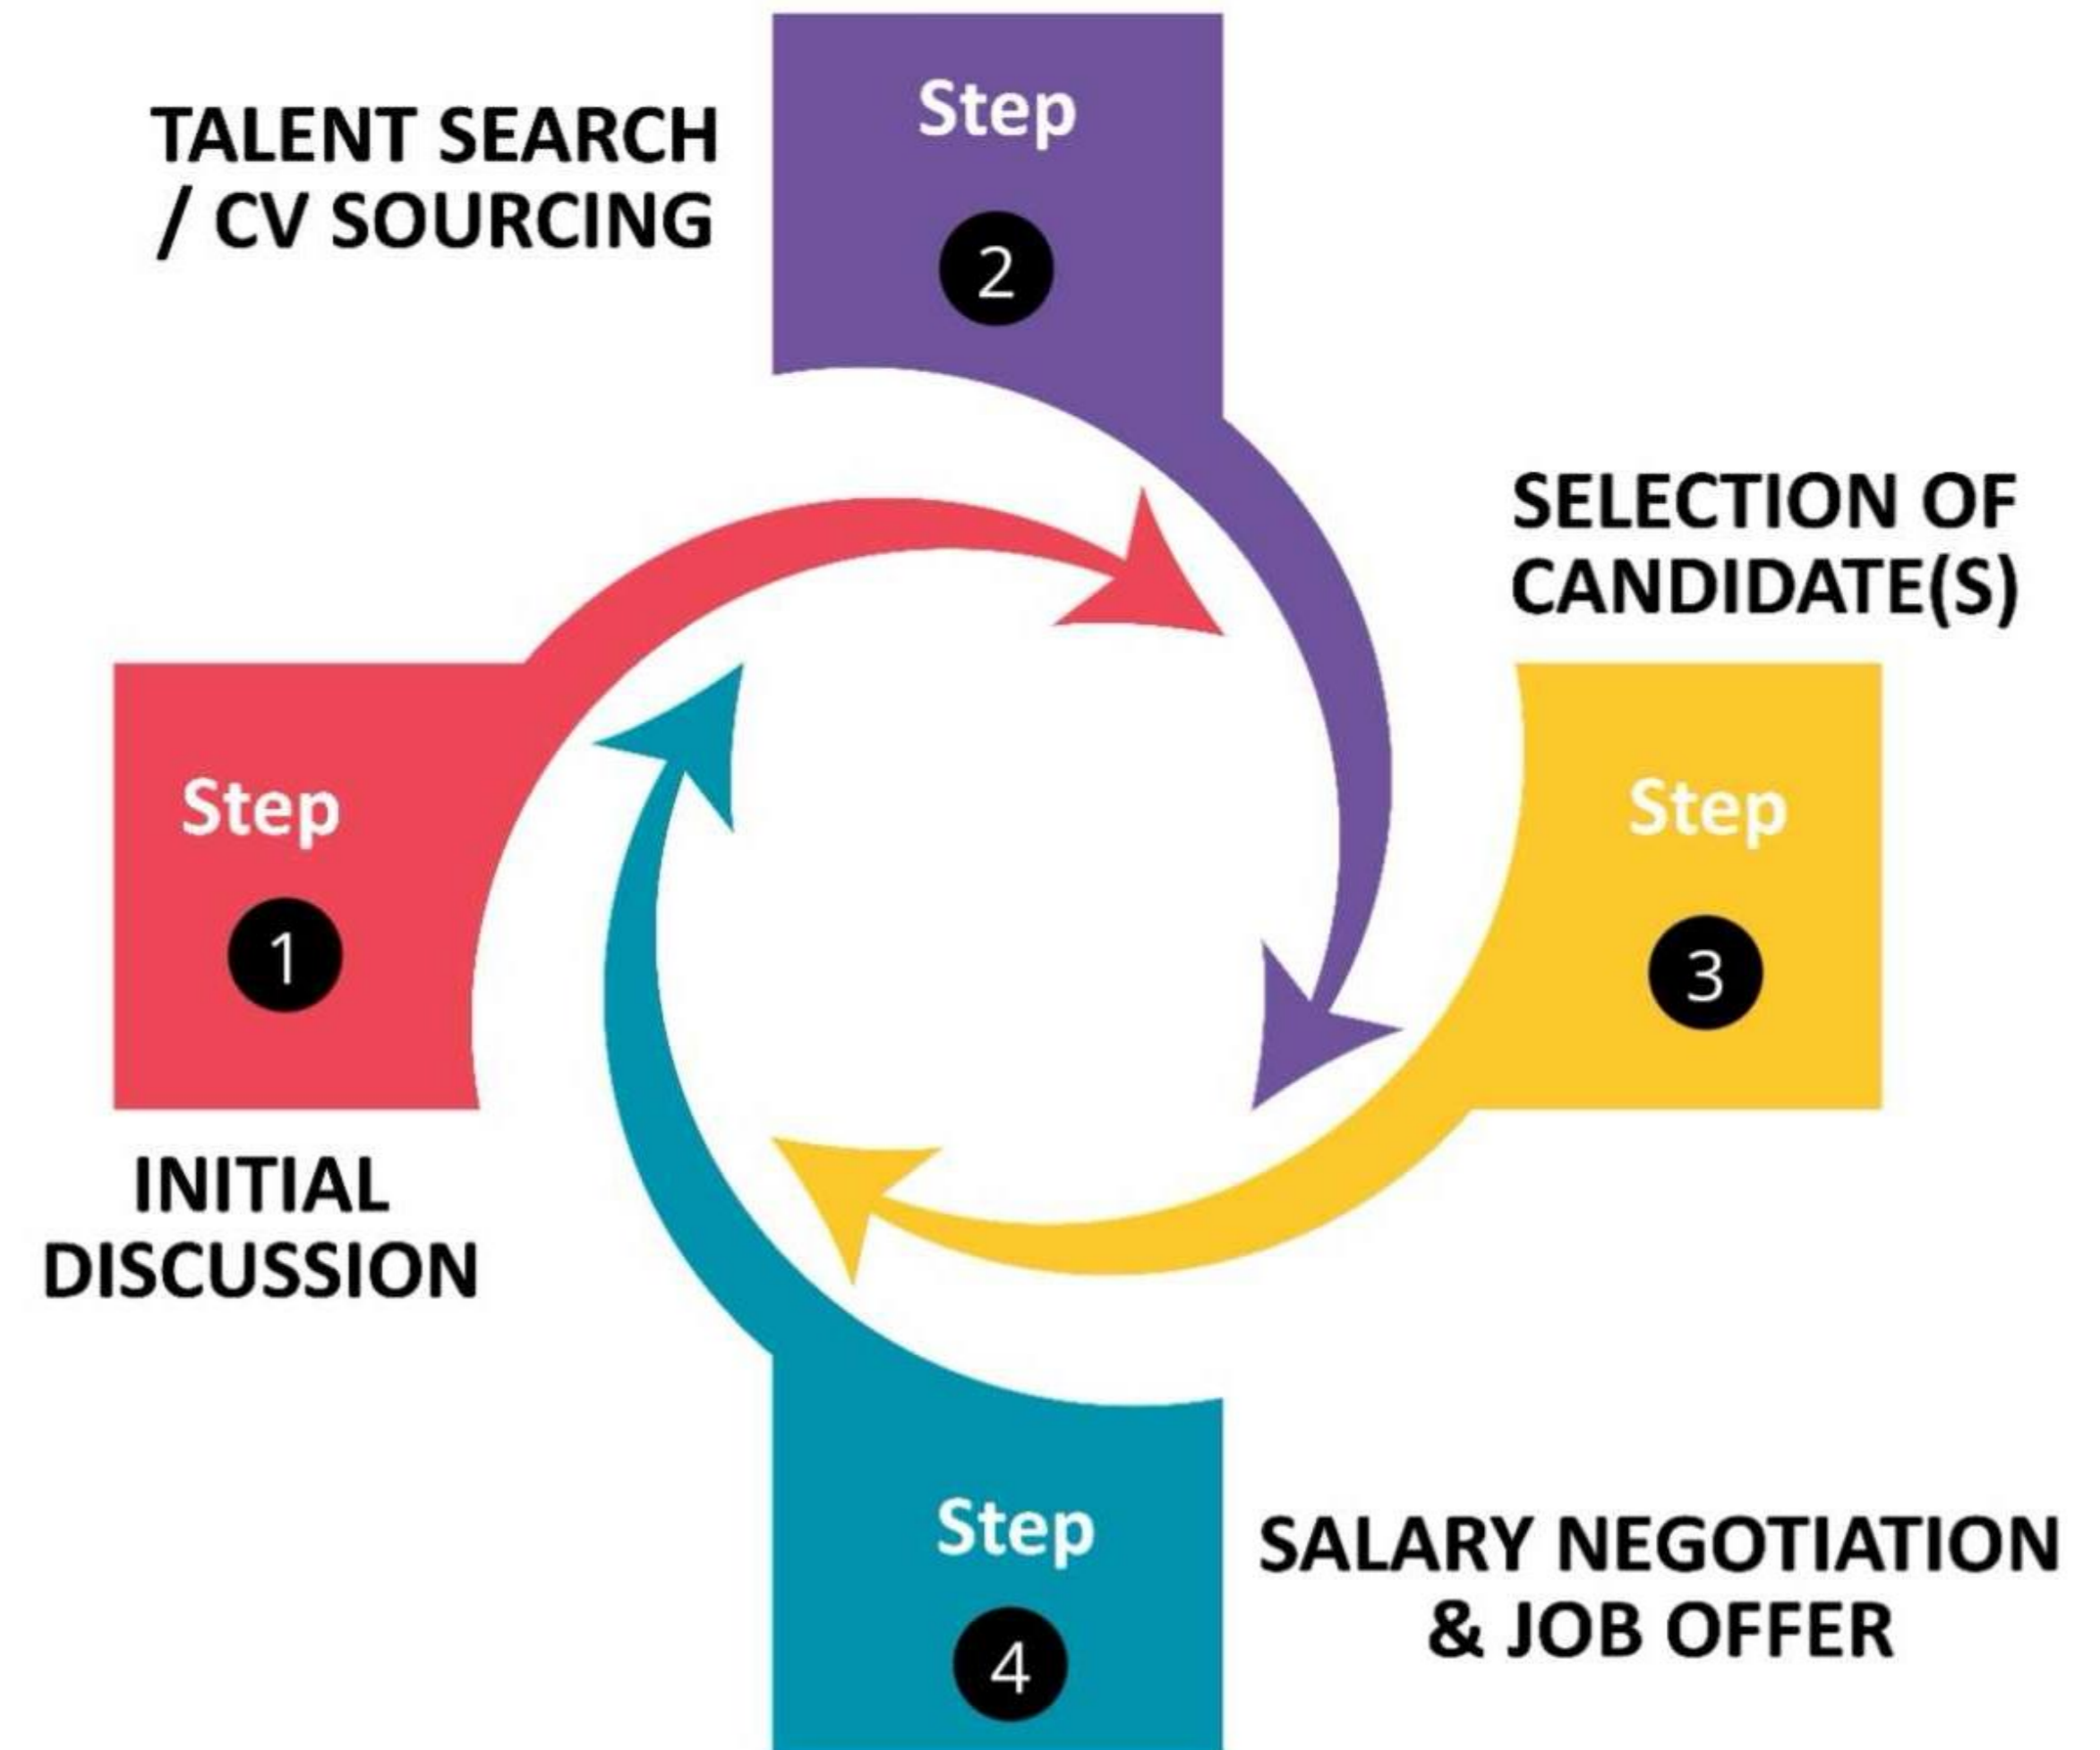 Step
1
INITIAL
DISCUSSION
TALENT SEARCH
/ CV SOURCING
Step
2
SELECTION OF
CANDIDATE(S)
Step
3
Step
4
SALARY NEGOTIATION
& JOB OFFER